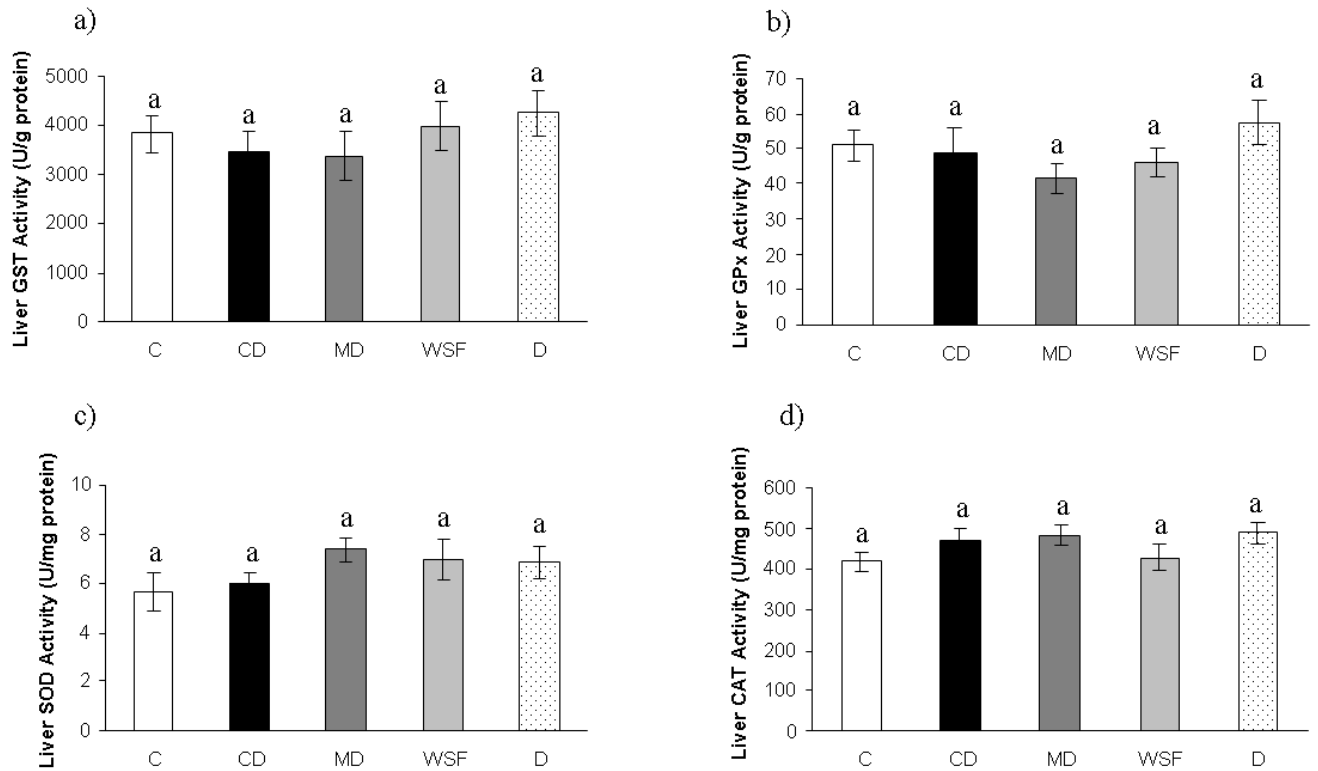 a)
Liver GST Activity (U/g protein)
5000
4000
3000
2000
1000
0
a a a a a
C CD MD WSF D
b)
Liver GPx Activity (U/g protein)
70
60
50
40
30
20
10
0
a a a a a
C CD MD WSF D
c)
Liver SOD Activity (U/mg protein)
10
8
6
4
2
0
a a a a a
C CD MD WSF D
d)
Liver CAT Activity (U/mg protein)
600
500
400
300
200
100
0
a a a a a
C CD MD WSF D